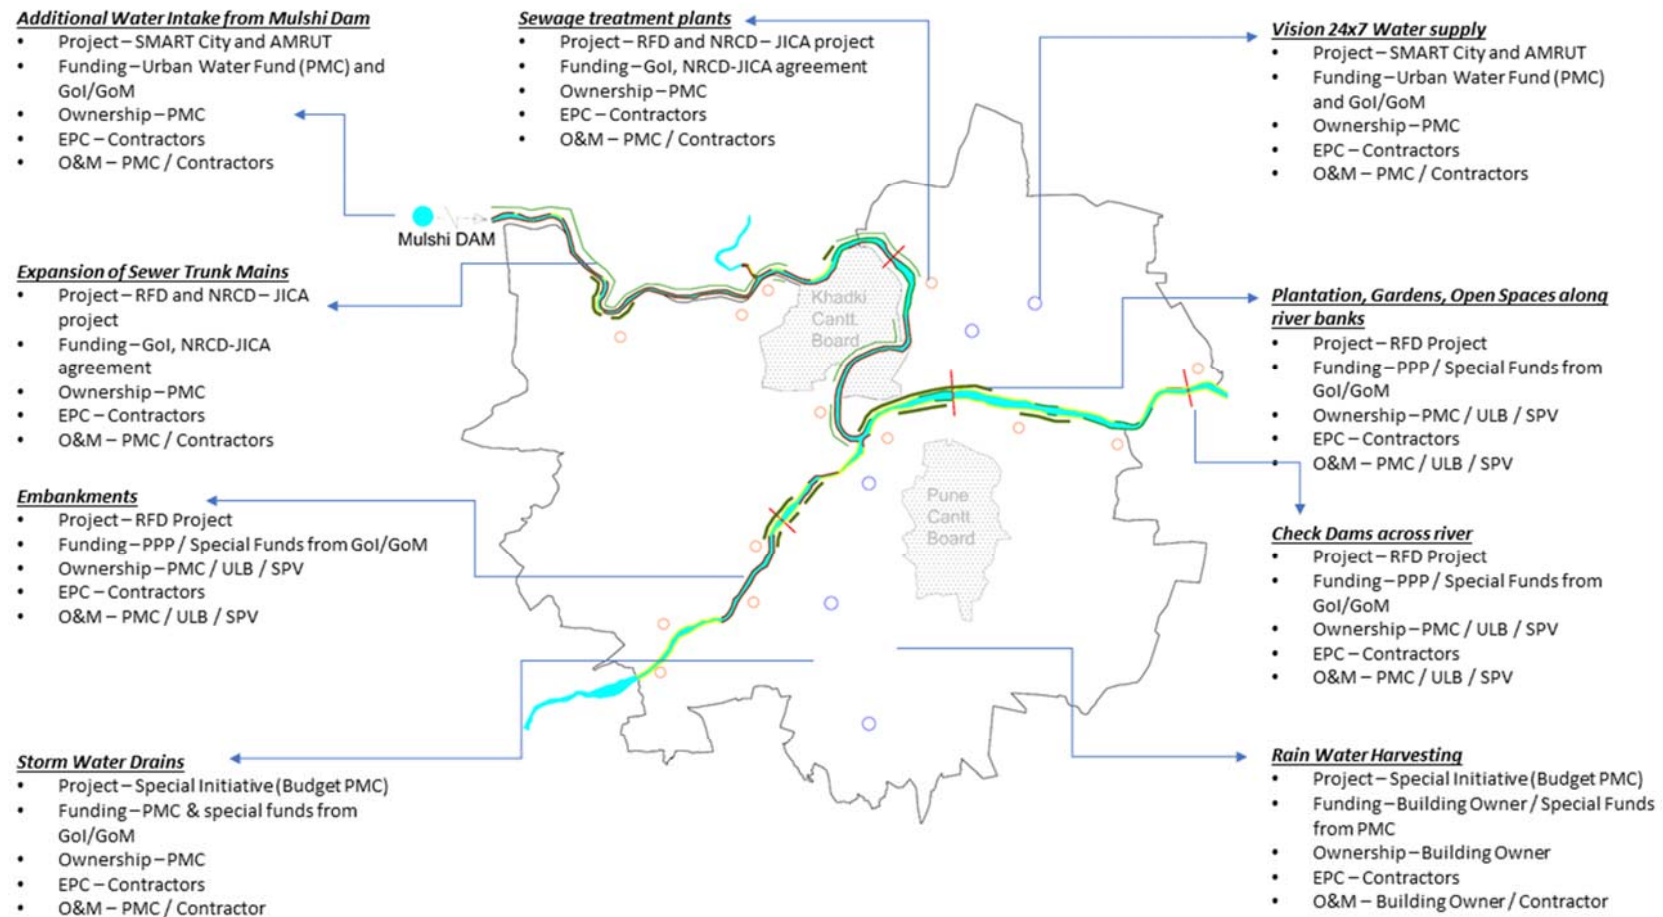 Additional Water Intake from Mulshi Dam
• Project – SMART City and AMRUT
• Funding – Urban Water Fund (PMC) and
GoI/GoM
• Ownership – PMC
• EPC – Contractors
• O&M – PMC / Contractors
Sewage treatment plants
• Project – RFD and NRCD – JICA project
• Funding – GoI, NRCD-JICA agreement
• Ownership – PMC
• EPC – Contractors
• O&M – PMC / Contractors
Vision 24x7 Water supply
• Project – SMART City and AMRUT
• Funding – Urban Water Fund (PMC)
and GoI/GoM
• Ownership – PMC
• EPC – Contractors
• O&M – PMC / Contractors
Mulshi DAM
Expansion of Sewer Trunk Mains
• Project – RFD and NRCD – JICA
project
• Funding – GoI, NRCD-JICA
agreement
• Ownership – PMC
• EPC – Contractors
• O&M – PMC / Contractors
Khadki
Cantt.
Board
Plantation, Gardens, Open Spaces along
river banks
• Project – RFD Project
• Funding – PPP / Special Funds from
GoI/GoM
• Ownership – PMC / ULB / SPV
• EPC – Contractors
• O&M – PMC / ULB / SPV
Embankments
• Project – RFD Project
• Funding – PPP / Special Funds from GoI/GoM
• Ownership – PMC / ULB / SPV
• EPC – Contractors
• O&M – PMC / ULB / SPV
Pune
Cantt.
Board
Check Dams across river
• Project – RFD Project
• Funding – PPP / Special Funds from
GoI/GoM
• Ownership – PMC / ULB / SPV
• EPC – Contractors
• O&M – PMC / ULB / SPV
Storm Water Drains
• Project – Special Initiative (Budget PMC)
• Funding – PMC & special funds from
GoI/GoM
• Ownership – PMC
• EPC – Contractors
• O&M – PMC / Contractor
Rain Water Harvesting
• Project – Special Initiative (Budget PMC)
• Funding – Building Owner / Special Funds
from PMC
• Ownership – Building Owner
• EPC – Contractors
• O&M – Building Owner / Contractor